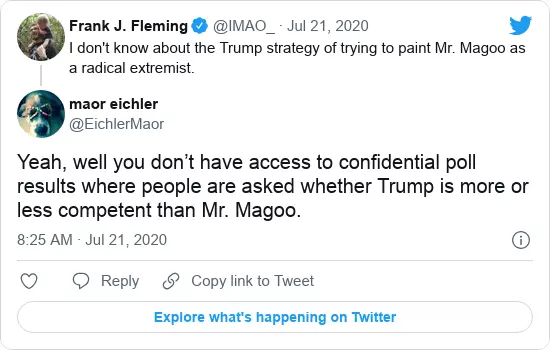 Frank J. Fleming @IMAO_ · Jul 21, 2020
I don't know about the Trump strategy of trying to paint Mr. Magoo as
a radical extremist.
maor eichler
@EichlerMaor
Yeah, well you don’t have access to confidential poll
results where people are asked whether Trump is more or
less competent than Mr. Magoo.
8:25 AM · Jul 21, 2020
Reply Copy link to Tweet
Explore what's happening on Twitter